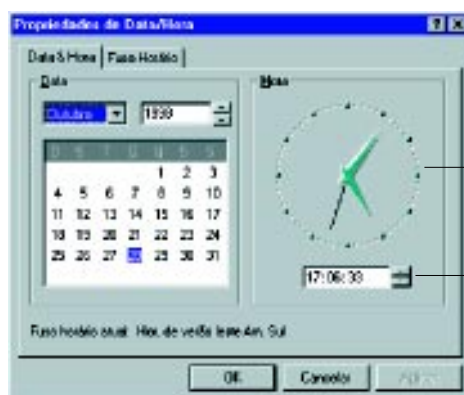 Propriedades de Data/Hora
Data & Hora
Fuso Horário
Data
Hora
Outubro
1998
D S T Q Q S S
1 2 3
4 5 6 7 8 9 10
11 12 13 14 15 16 17
18 19 20 21 22 23 24
25 26 27 28 29 30 31
17:06:33
Fuso horário atual: Hor. de verão leste Am. Sul
OK
Cancelar
Aplicar